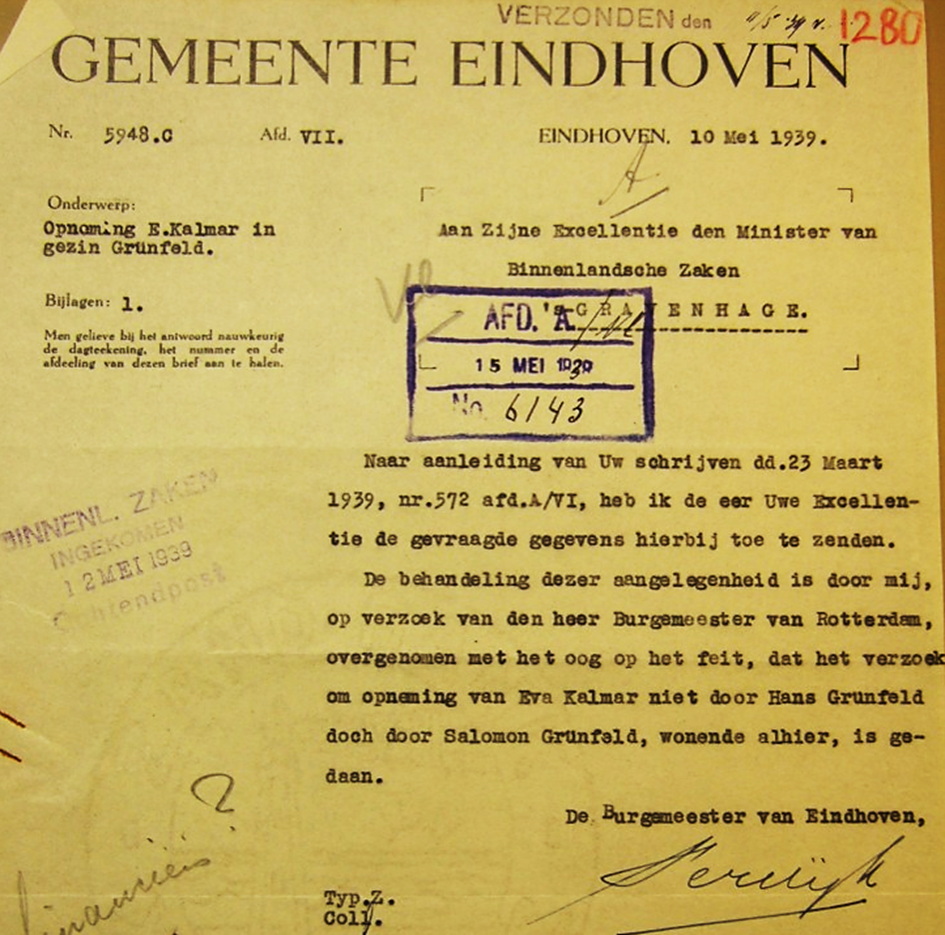 VERZONDEN den
1280
GEMEENTE EINDHOVEN
Nr. 5948.C Afd. VII. EINDHOVEN, 10 Mei 1939.
A
Onderwerp:
Opneming E.Kalmar in
gezin Grünfeld.
Bijlagen: 1.
Men gelieve bij het antwoord nauwkeurig
de dagteekening, het nummer en de
afdeeling van dezen brief aan te halen.
Aan Zijne Excellentie den Minister van
Binnenlandsche Zaken
's GRAVENHAGE.
AFD. 'A.
15 MEI 1939
No. 6143
BINNENL. ZAKEN
INGEKOMEN
12 MEI 1939
Ochtendpost
Naar aanleiding van Uw schrijven dd.23 Maart
1939, nr.572 afd.A/VI, heb ik de eer Uwe Excellen-
tie de gevraagde gegevens hierbij toe te zenden.
De behandeling dezer aangelegenheid is door mij,
op verzoek van den heer Burgemeester van Rotterdam,
overgenomen met het oog op het feit, dat het verzoek
om opneming van Eva Kalmar niet door Hans Grunfeld
doch door Salomon Grünfeld, wonende alhier, is ge-
daan.
De Burgemeester van Eindhoven,
?
Typ.Z.
Coll.